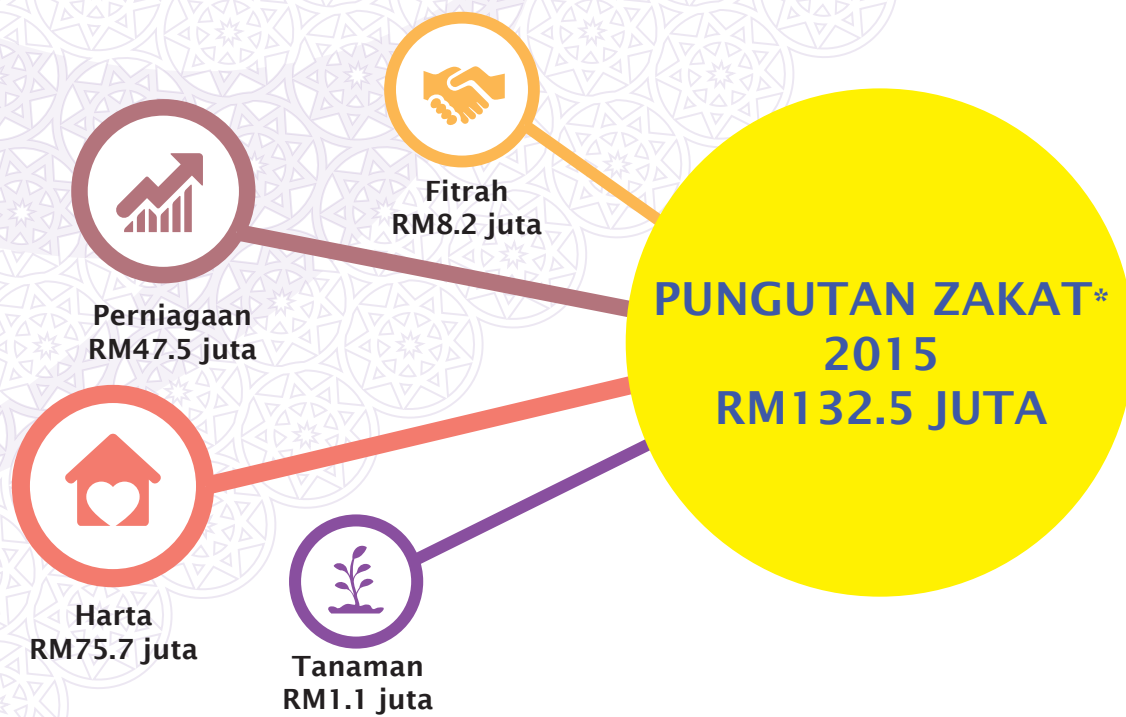 Fitrah
RM8.2 juta
Perniagaan
RM47.5 juta
PUNGUTAN ZAKAT*
2015
RM132.5 JUTA
Harta
RM75.7 juta
Tanaman
RM1.1 juta